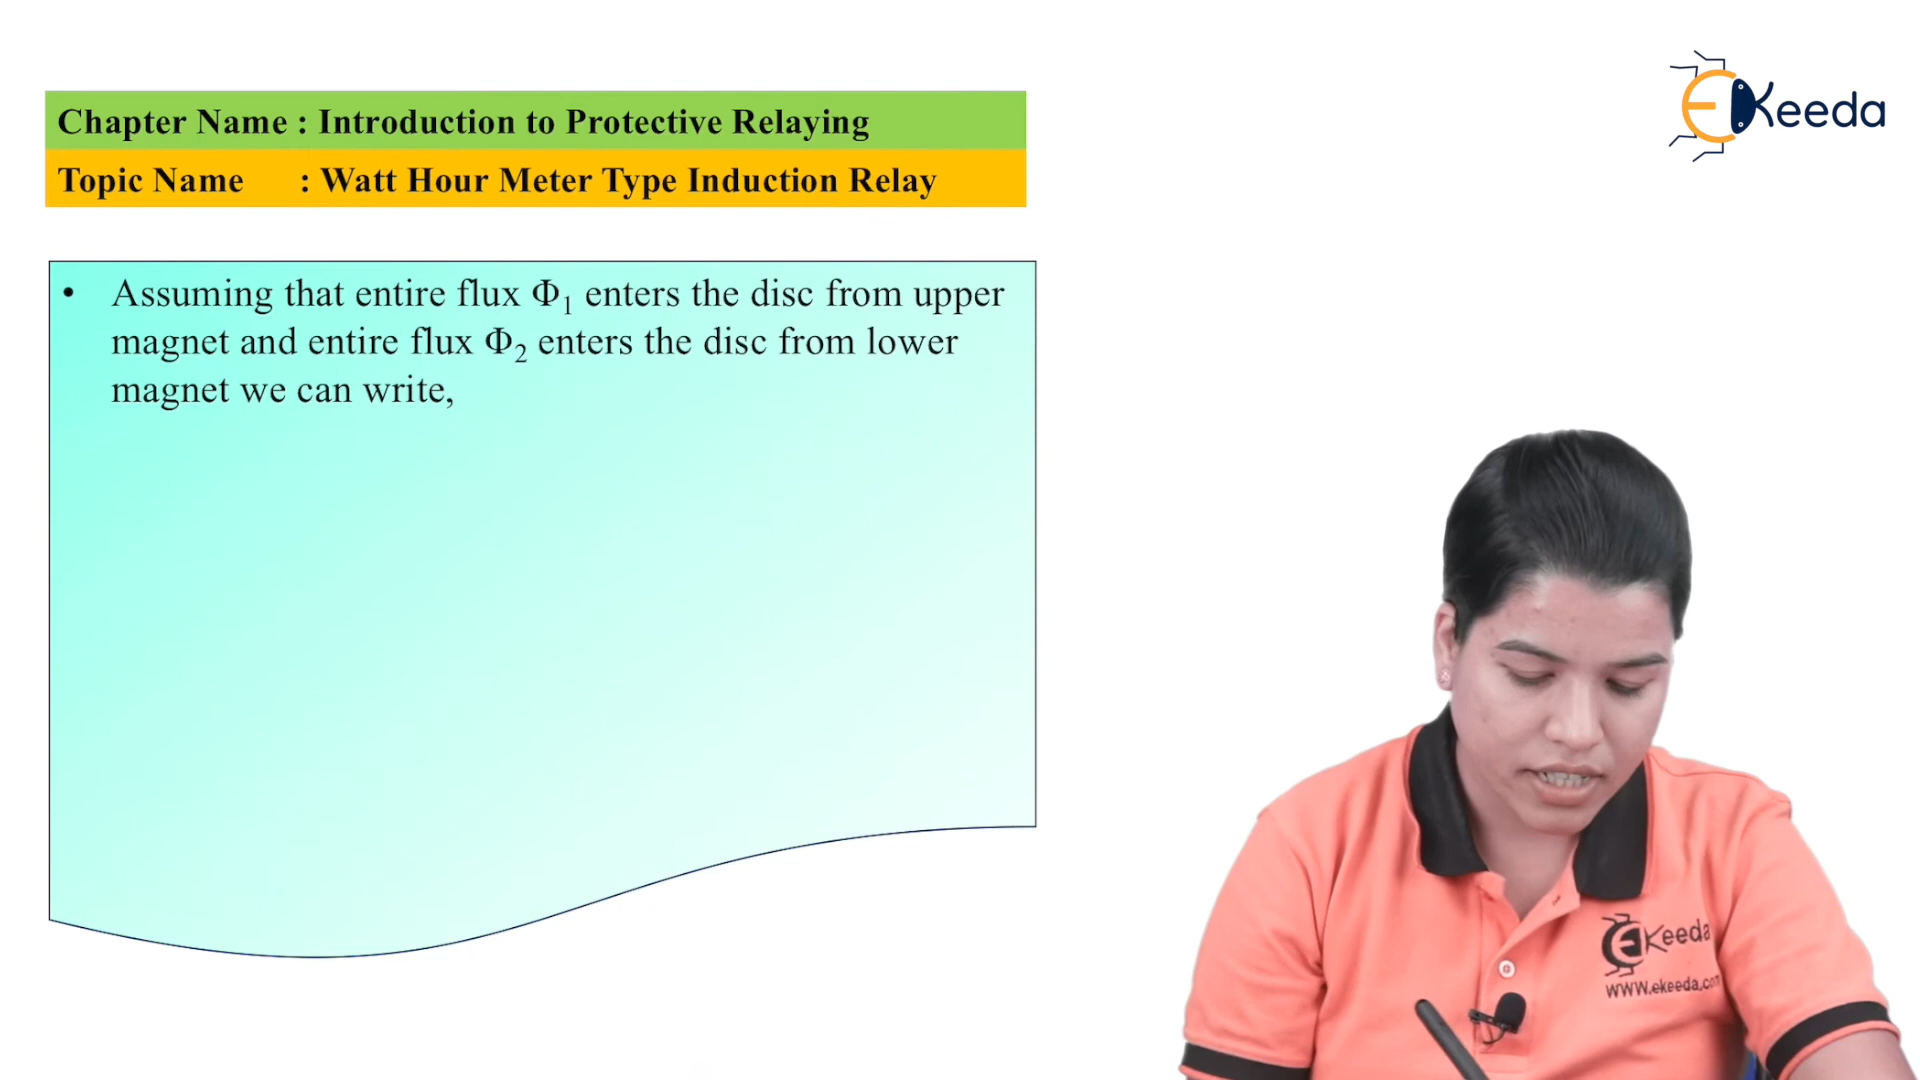 Chapter Name : Introduction to Protective Relaying
Topic Name : Watt Hour Meter Type Induction Relay
EKeeda
• Assuming that entire flux Φ₁ enters the disc from upper
magnet and entire flux Φ₂ enters the disc from lower
magnet we can write,
EKeeda
www.ekeeda.com